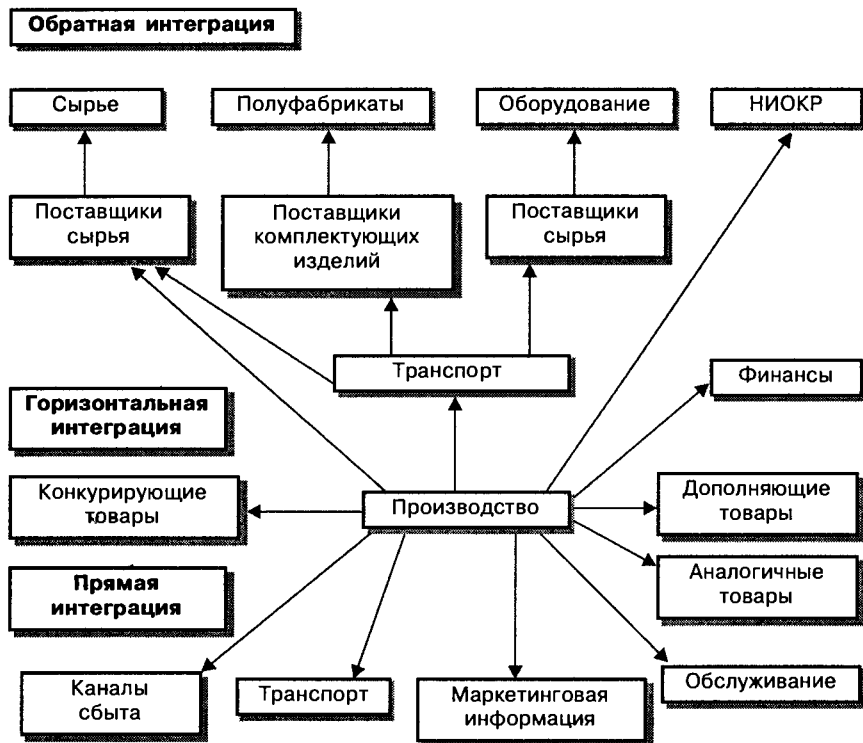 Обратная интеграция
Сырье
Полуфабрикаты
Оборудование
НИОКР
Поставщики
сырья
Поставщики
комплектующих
изделий
Поставщики
сырья
Транспорт
Финансы
Горизонтальная
интеграция
Конкурирующие
товары
Производство
Дополняющие
товары
Прямая
интеграция
Аналогичные
товары
Каналы
сбыта
Транспорт
Маркетинговая
информация
Обслуживание